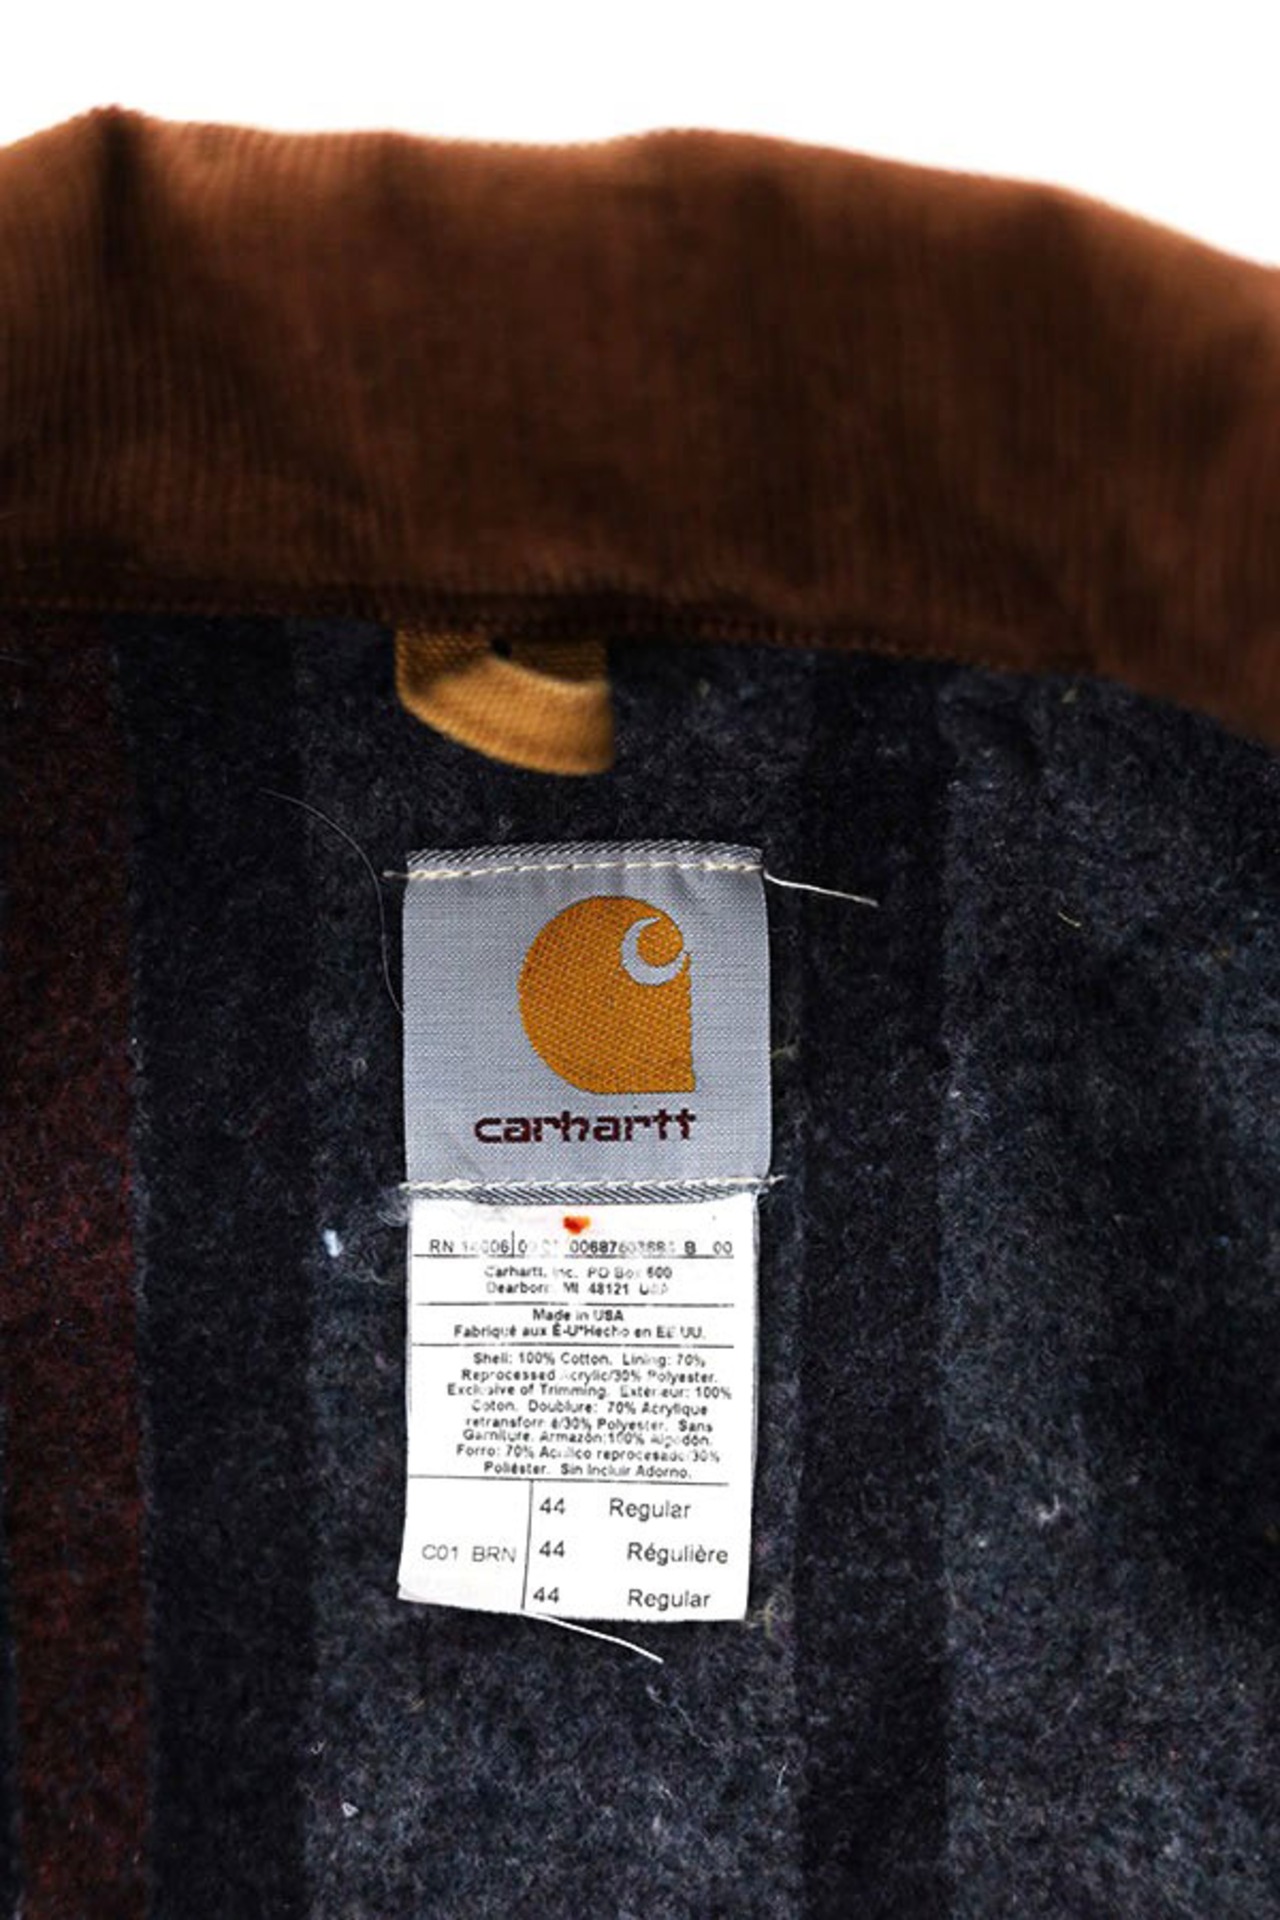 carhartt
RN 14806 00 B 00
Carhartt, Inc. PO Box 600
Dearborn MI 48121 USA
Made in USA
Fabriqué aux É-U*Hecho en EE UU.
Shell: 100% Cotton. Lining: 70%
Reprocessed Acrylic/30% Polyester.
Exclusive of Trimming. Extérieur: 100%
Coton. Doublure: 70% Acrylique
retransformé/30% Polyester. Sans
Garniture. Armazón:100% Algodón.
Forro: 70% Acrílico reprocesado/30%
Poliéster. Sin Incluir Adorno.
44 Regular
C01 BRN 44 Régulière
44 Regular